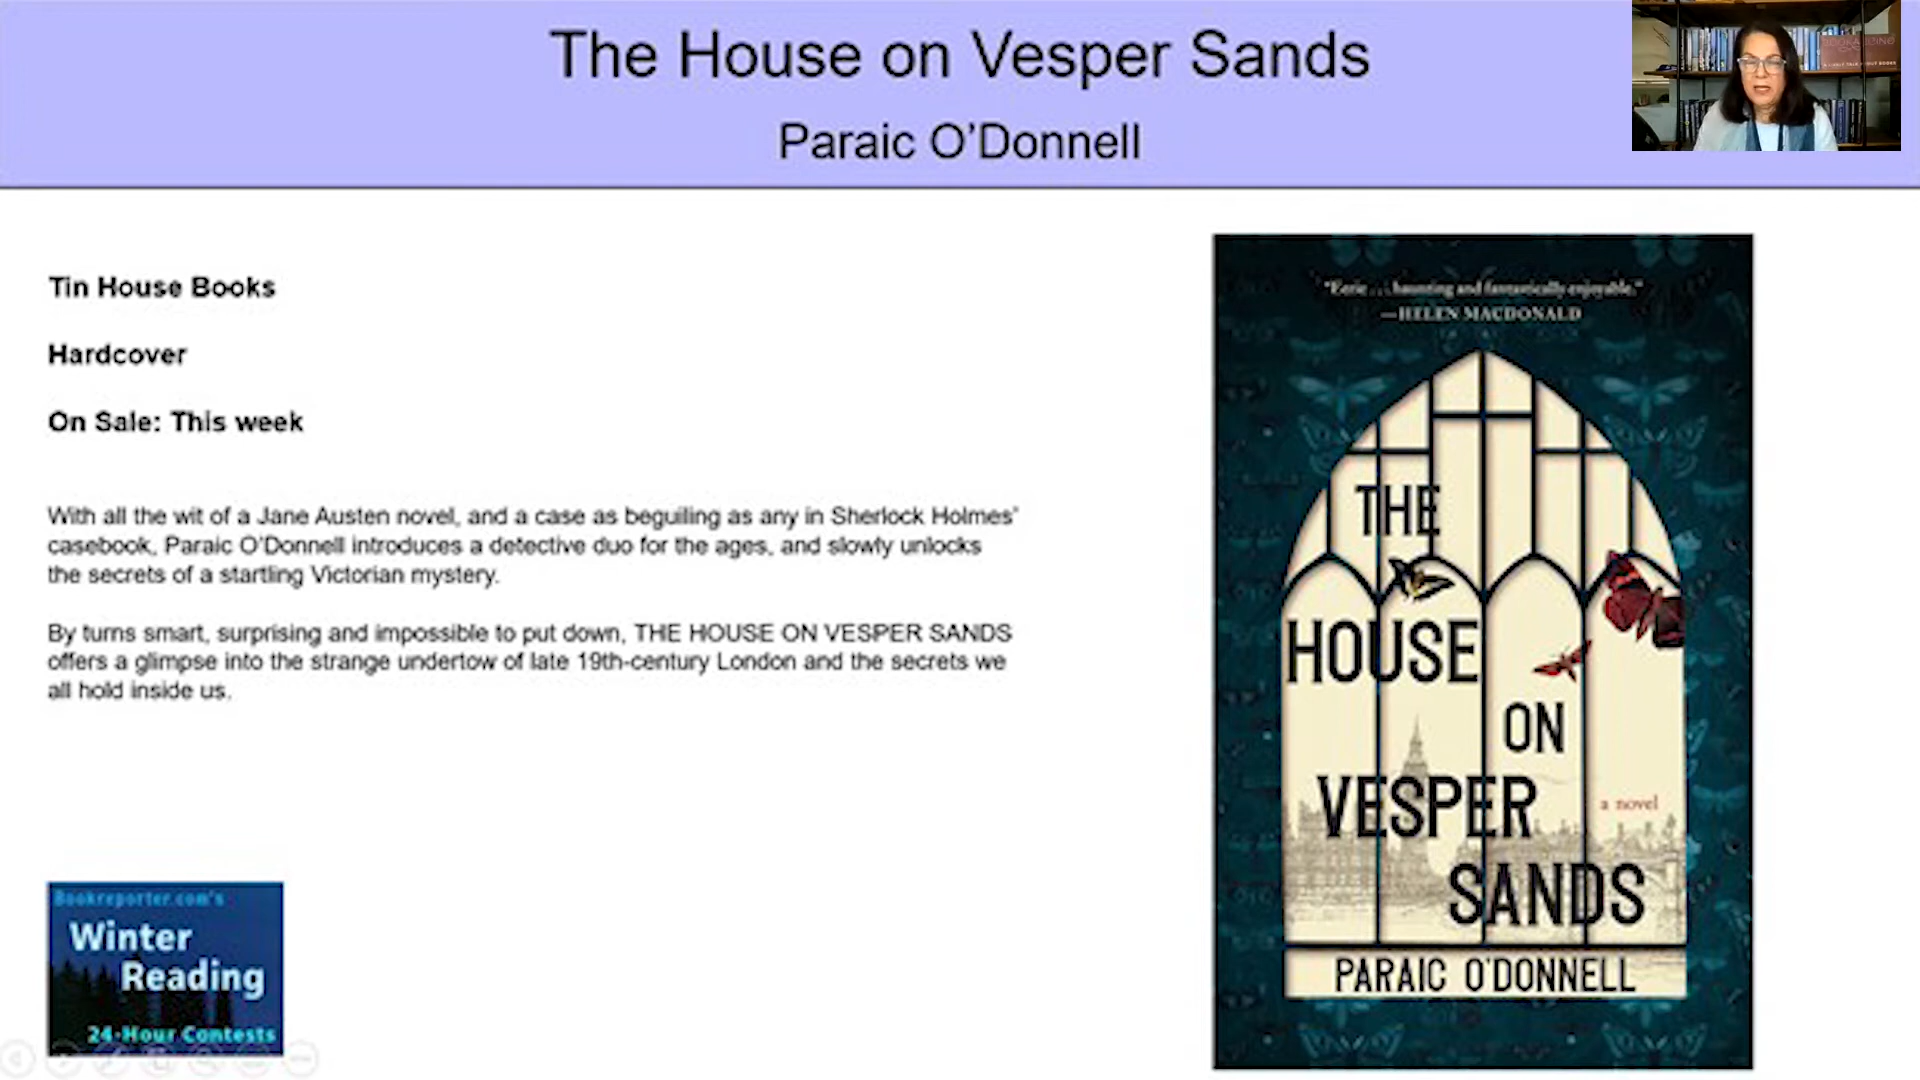 The House on Vesper Sands
Paraic O'Donnell
Tin House Books
Hardcover
On Sale: This week
With all the wit of a Jane Austen novel, and a case as beguiling as any in Sherlock Holmes'
casebook, Paraic O'Donnell introduces a detective duo for the ages, and slowly unlocks
the secrets of a startling Victorian mystery.
By turns smart, surprising and impossible to put down, THE HOUSE ON VESPER SANDS
offers a glimpse into the strange undertow of late 19th-century London and the secrets we
all hold inside us.
Bookreporter.com's
Winter
Reading
24-Hour Contests
"Eerie . . . haunting and fantastically enjoyable."
—HELEN MACDONALD
THE
HOUSE
ON
VESPER
a novel
SANDS
PARAIC O'DONNELL